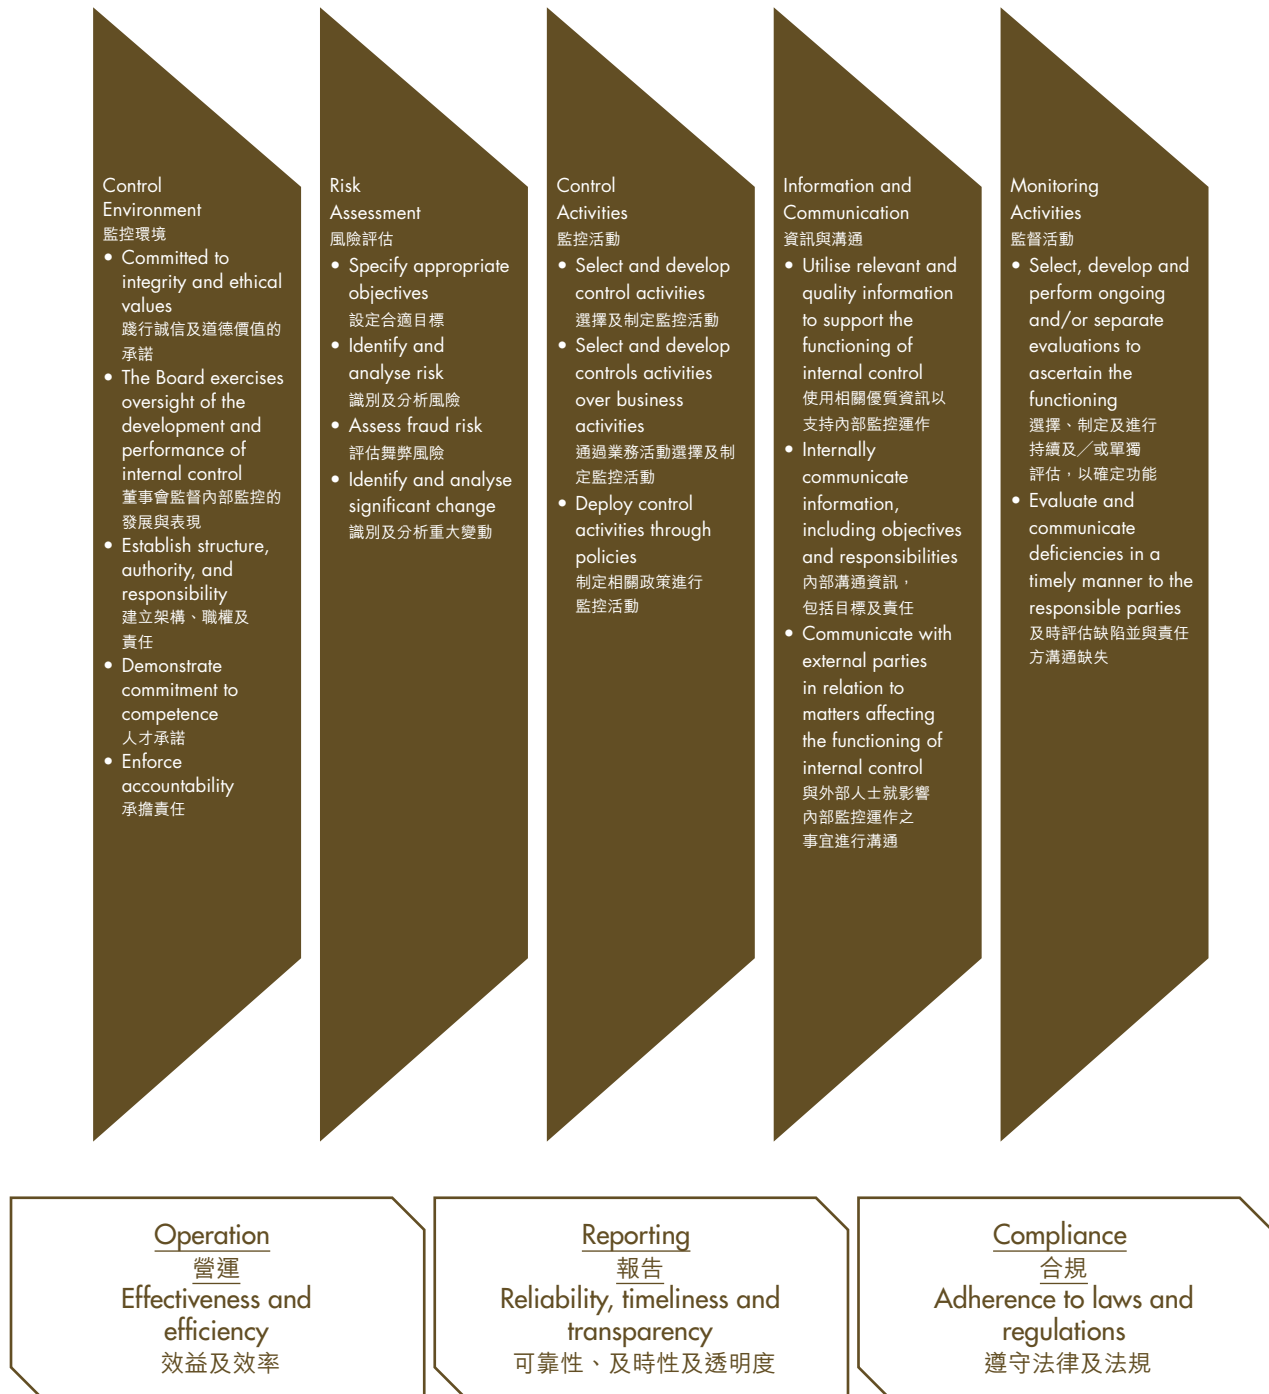 Control
Environment
監控環境
• Committed to
integrity and ethical
values
踐行誠信及道德價值的
承諾
• The Board exercises
oversight of the
development and
performance of
internal control
董事會監督內部監控的
發展與表現
• Establish structure,
authority, and
responsibility
建立架構、職權及
責任
• Demonstrate
commitment to
competence
人才承諾
• Enforce
accountability
承擔責任
Risk
Assessment
風險評估
• Specify appropriate
objectives
設定合適目標
• Identify and
analyse risk
識別及分析風險
• Assess fraud risk
評估舞弊風險
• Identify and analyse
significant change
識別及分析重大變動
Control
Activities
監控活動
• Select and develop
control activities
選擇及制定監控活動
• Select and develop
controls activities
over business
activities
通過業務活動選擇及制
定監控活動
• Deploy control
activities through
policies
制定相關政策進行
監控活動
Information and
Communication
資訊與溝通
• Utilise relevant and
quality information
to support the
functioning of
internal control
使用相關優質資訊以
支持內部監控運作
• Internally
communicate
information,
including objectives
and responsibilities
內部溝通資訊，
包括目標及責任
• Communicate with
external parties
in relation to
matters affecting
the functioning of
internal control
與外部人士就影響
內部監控運作之
事宜進行溝通
Monitoring
Activities
監督活動
• Select, develop and
perform ongoing
and/or separate
evaluations to
ascertain the
functioning
選擇、制定及進行
持續及╱或單獨
評估，以確定功能
• Evaluate and
communicate
deficiencies in a
timely manner to the
responsible parties
及時評估缺陷並與責任
方溝通缺失
Operation
營運
Effectiveness and
efficiency
效益及效率
Reporting
報告
Reliability, timeliness and
transparency
可靠性、及時性及透明度
Compliance
合規
Adherence to laws and
regulations
遵守法律及法規